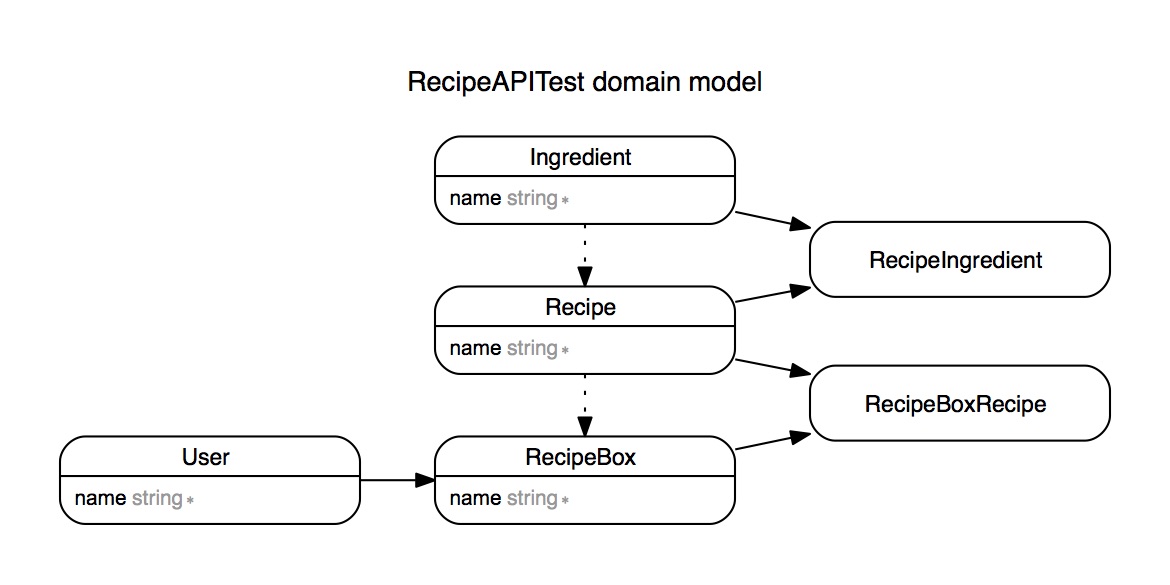 RecipeAPITest domain model
Ingredient
name string *
RecipeIngredient
Recipe
name string *
RecipeBoxRecipe
User
name string *
RecipeBox
name string *